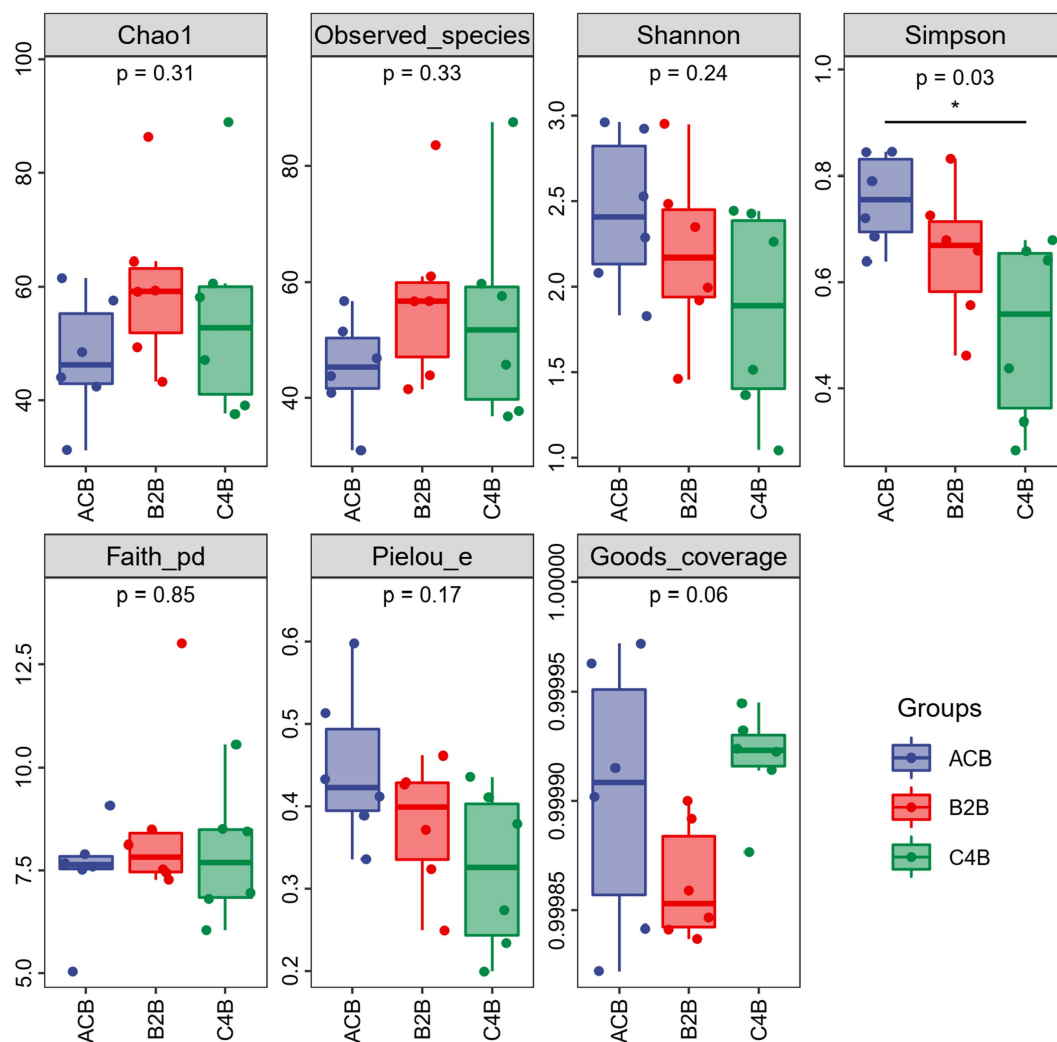 Chao1
p = 0.31
100
80
60
40
ACB
B2B
C4B
Observed_species
p = 0.33
80
60
40
ACB
B2B
C4B
Shannon
p = 0.24
3.0
2.5
2.0
1.5
1.0
ACB
B2B
C4B
Simpson
p = 0.03
*
1.0
0.8
0.6
0.4
ACB
B2B
C4B
Faith_pd
p = 0.85
12.5
10.0
7.5
5.0
ACB
B2B
C4B
Pielou_e
p = 0.17
0.6
0.5
0.4
0.3
0.2
ACB
B2B
C4B
Goods_coverage
p = 0.06
1.00000
0.99995
0.99990
0.99985
ACB
B2B
C4B
Groups
ACB
B2B
C4B